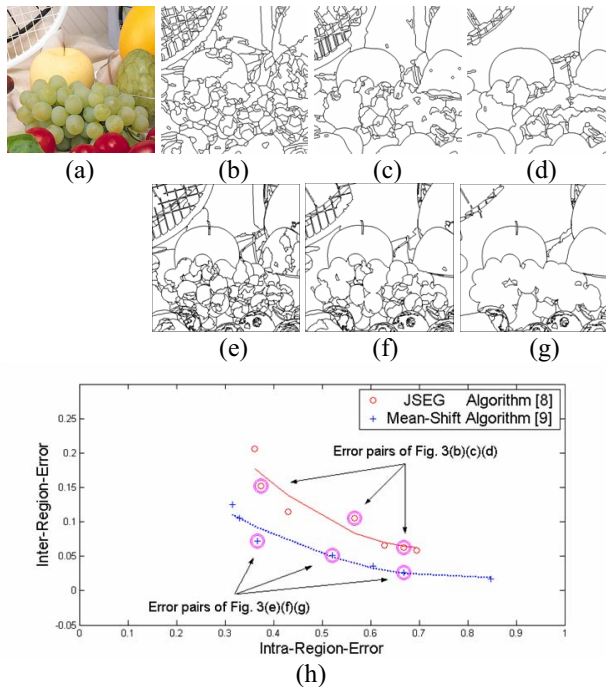 (a) (b) (c) (d)
(e) (f) (g)
JSEG Algorithm [8]
Mean-Shift Algorithm [9]
Error pairs of Fig. 3(b)(c)(d)
Error pairs of Fig. 3(e)(f)(g)
Inter-Region-Error
0.25
0.2
0.15
0.1
0.05
0
-0.05
0 0.1 0.2 0.3 0.4 0.5 0.6 0.7 0.8 0.9 1
Intra-Region-Error
(h)